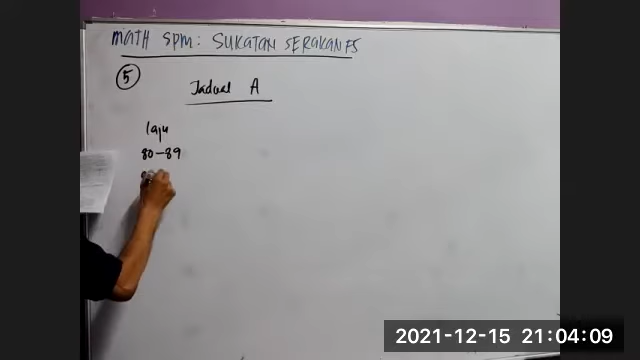 MATH SPM: SUKATAN SERAKAN F5
5
Jadual A
laju
80-89
2021-12-15 21:04:09